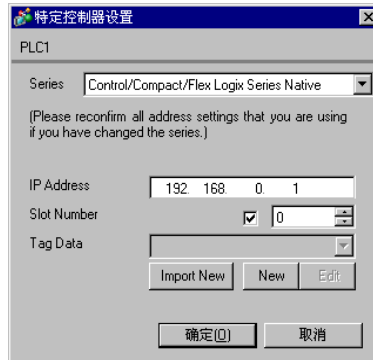 特定控制器设置
PLC1
Series Control/Compact/Flex Logix Series Native
(Please reconfirm all address settings that you are using
if you have changed the series.)
IP Address 192. 168. 0. 1
Slot Number 0
Tag Data
Import New New Edit
确定(O) 取消